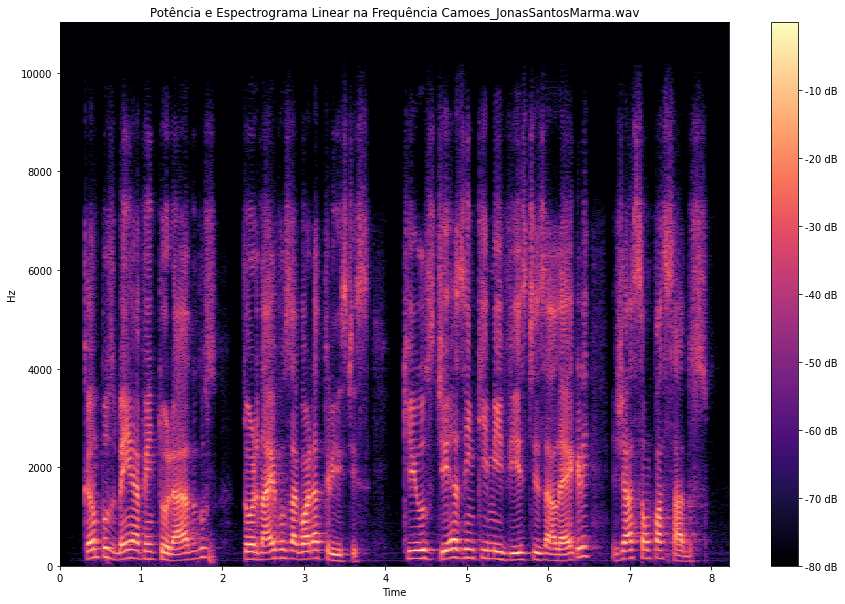 Potência e Espectrograma Linear na Frequência Camoes_JonasSantosMarma.wav
10000
8000
6000
4000
2000
0
Hz
0 1 2 3 4 5 6 7 8
Time
-10 dB
-20 dB
-30 dB
-40 dB
-50 dB
-60 dB
-70 dB
-80 dB